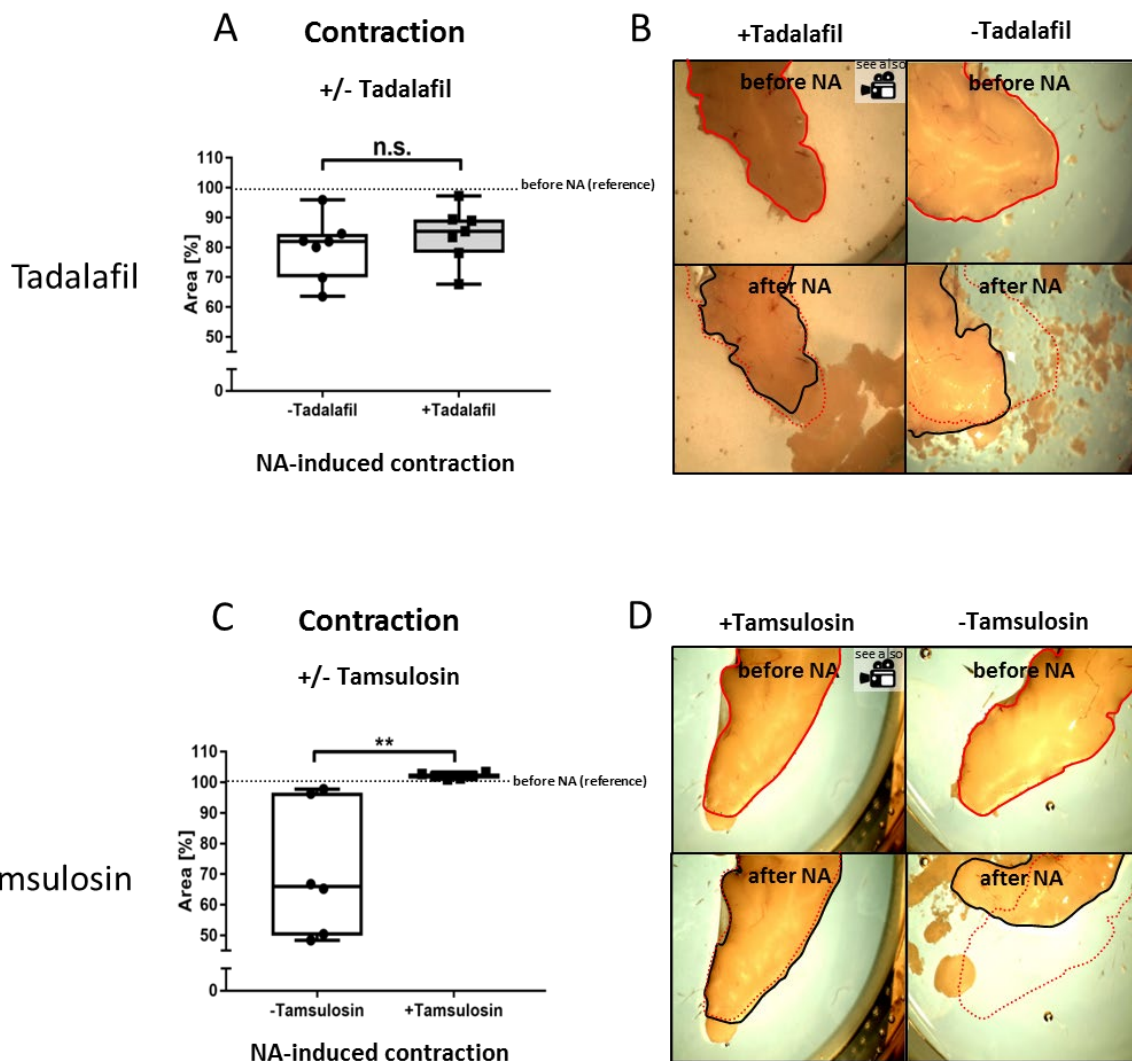 A
Contraction
+/- Tadalafil
Tadalafil
n.s.
before NA (reference)
Area [%]
110
100
90
80
70
60
50
0
-Tadalafil
+Tadalafil
NA-induced contraction
B
+Tadalafil
-Tadalafil
see also
before NA
before NA
after NA
after NA
C
Contraction
+/- Tamsulosin
msulosin
**
before NA (reference)
Area [%]
110
100
90
80
70
60
50
0
-Tamsulosin
+Tamsulosin
NA-induced contraction
D
+Tamsulosin
-Tamsulosin
see also
before NA
before NA
after NA
after NA